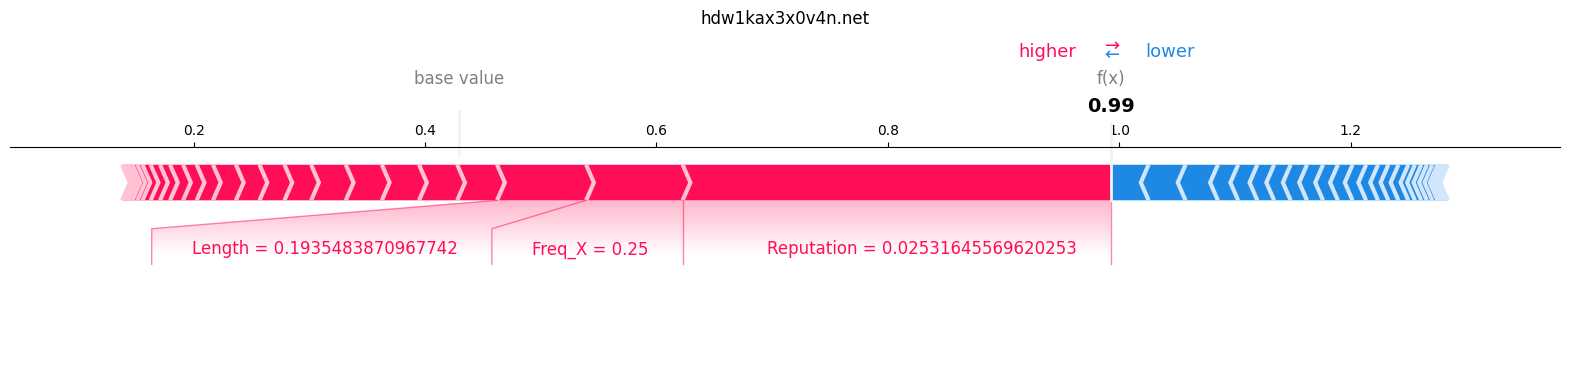 hdw1kax3x0v4n.net
higher → ← lower
base value f(x)
0.99
0.2 0.4 0.6 0.8 1.0 1.2
Length = 0.1935483870967742 Freq_X = 0.25 Reputation = 0.02531645569620253